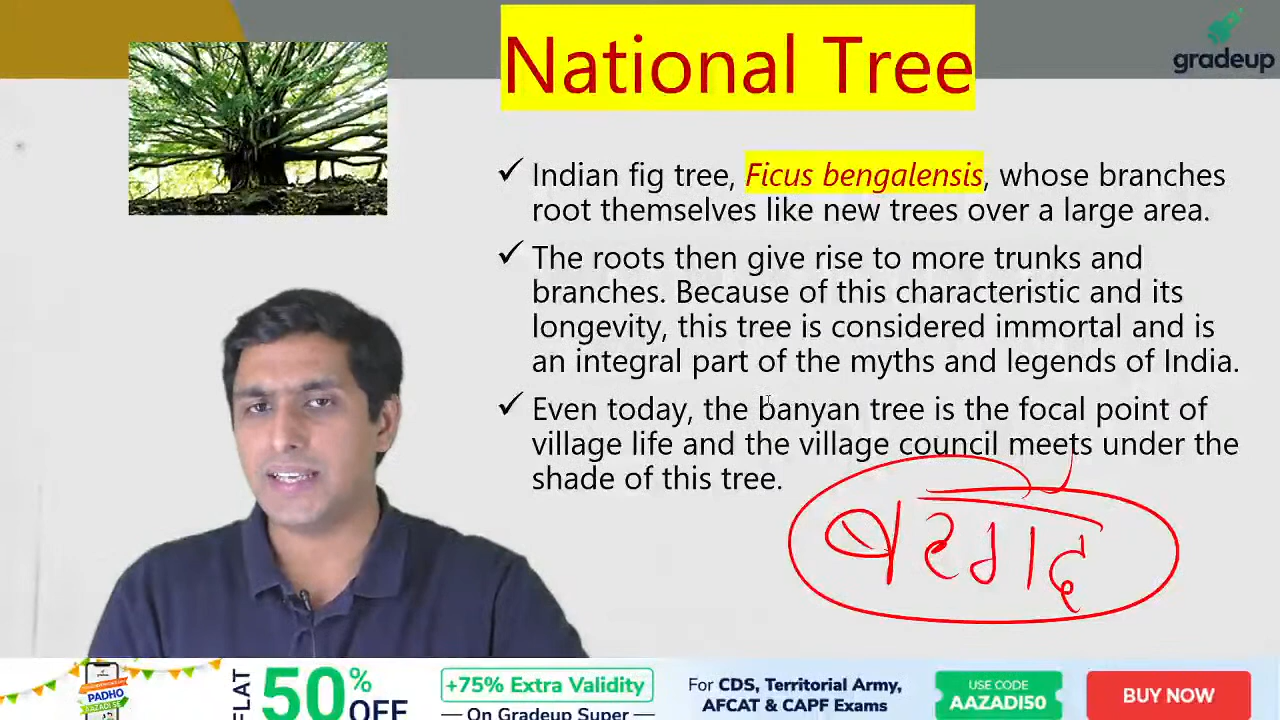 National Tree
gradeup
✓ Indian fig tree, Ficus bengalensis, whose branches
root themselves like new trees over a large area.
✓ The roots then give rise to more trunks and
branches. Because of this characteristic and its
longevity, this tree is considered immortal and is
an integral part of the myths and legends of India.
✓ Even today, the banyan tree is the focal point of
village life and the village council meets under the
shade of this tree.
बरगद
gradeup
PADHO
AAZADI SE
FLAT
50% OFF
+75% Extra Validity
On Gradeup Super
For CDS, Territorial Army,
AFCAT & CAPF Exams
USE CODE
AAZADI50
BUY NOW